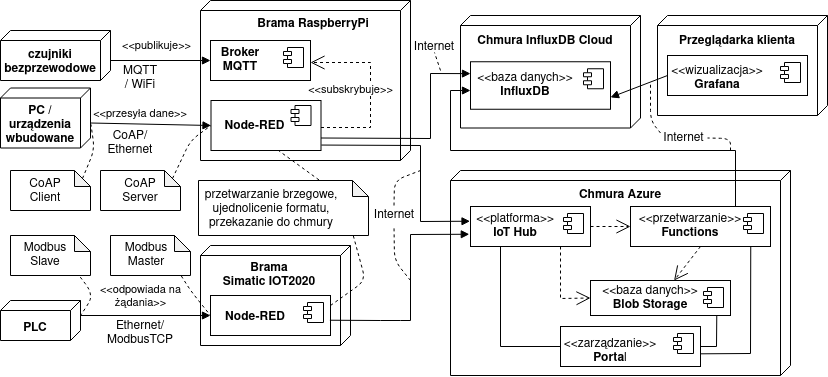 Brama RaspberryPi
czujniki
bezprzewodowe
<<publikuje>>
MQTT
/ WiFi
Broker
MQTT
<<subskrybuje>>
Internet
Chmura InfluxDB Cloud
<<baza danych>>
InfluxDB
Przeglądarka klienta
<<wizualizacja>>
Grafana
PC /
urządzenia
wbudowane
<<przesyła dane>>
CoAP/
Ethernet
Node-RED
Internet
CoAP
Client
CoAP
Server
przetwarzanie brzegowe,
ujednolicenie formatu,
przekazanie do chmury
Internet
Chmura Azure
<<platforma>>
IoT Hub
<<przetwarzanie>>
Functions
Modbus
Slave
Modbus
Master
Brama
Simatic IOT2020
<<odpowiada na
żądania>>
PLC
Ethernet/
ModbusTCP
Node-RED
<<baza danych>>
Blob Storage
<<zarządzanie>>
Portal